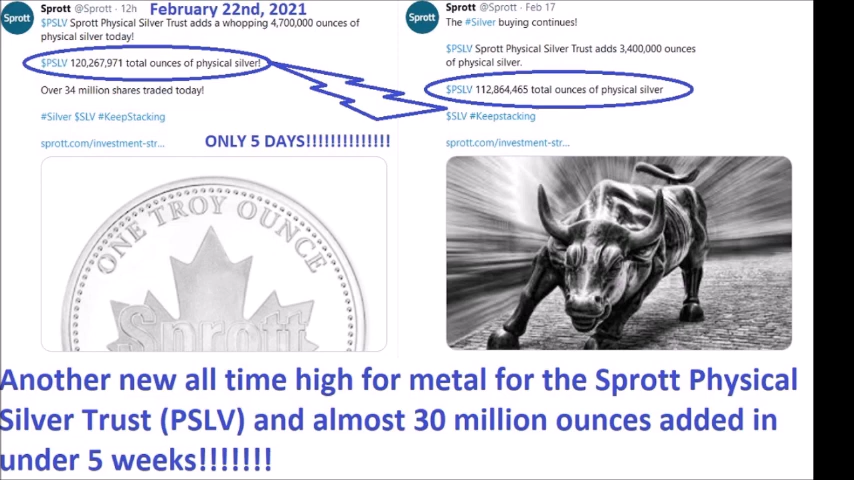 Sprott @Sprott · 12h February 22nd, 2021
$PSLV Sprott Physical Silver Trust adds a whopping 4,700,000 ounces of
physical silver today!
$PSLV 120,267,971 total ounces of physical silver!
Over 34 million shares traded today!
#Silver $SLV #KeepStacking
sprott.com/investment-str...
ONLY 5 DAYS!!!!!!!!!!!!!!
Sprott
ONE TROY OUNCE
Sprott
Sprott @Sprott · Feb 17
The #Silver buying continues!
$PSLV Sprott Physical Silver Trust adds 3,400,000 ounces
of physical silver.
$PSLV 112,864,465 total ounces of physical silver
$SLV #Keepstacking
sprott.com/investment-str...
Sprott
Another new all time high for metal for the Sprott Physical
Silver Trust (PSLV) and almost 30 million ounces added in
under 5 weeks!!!!!!!